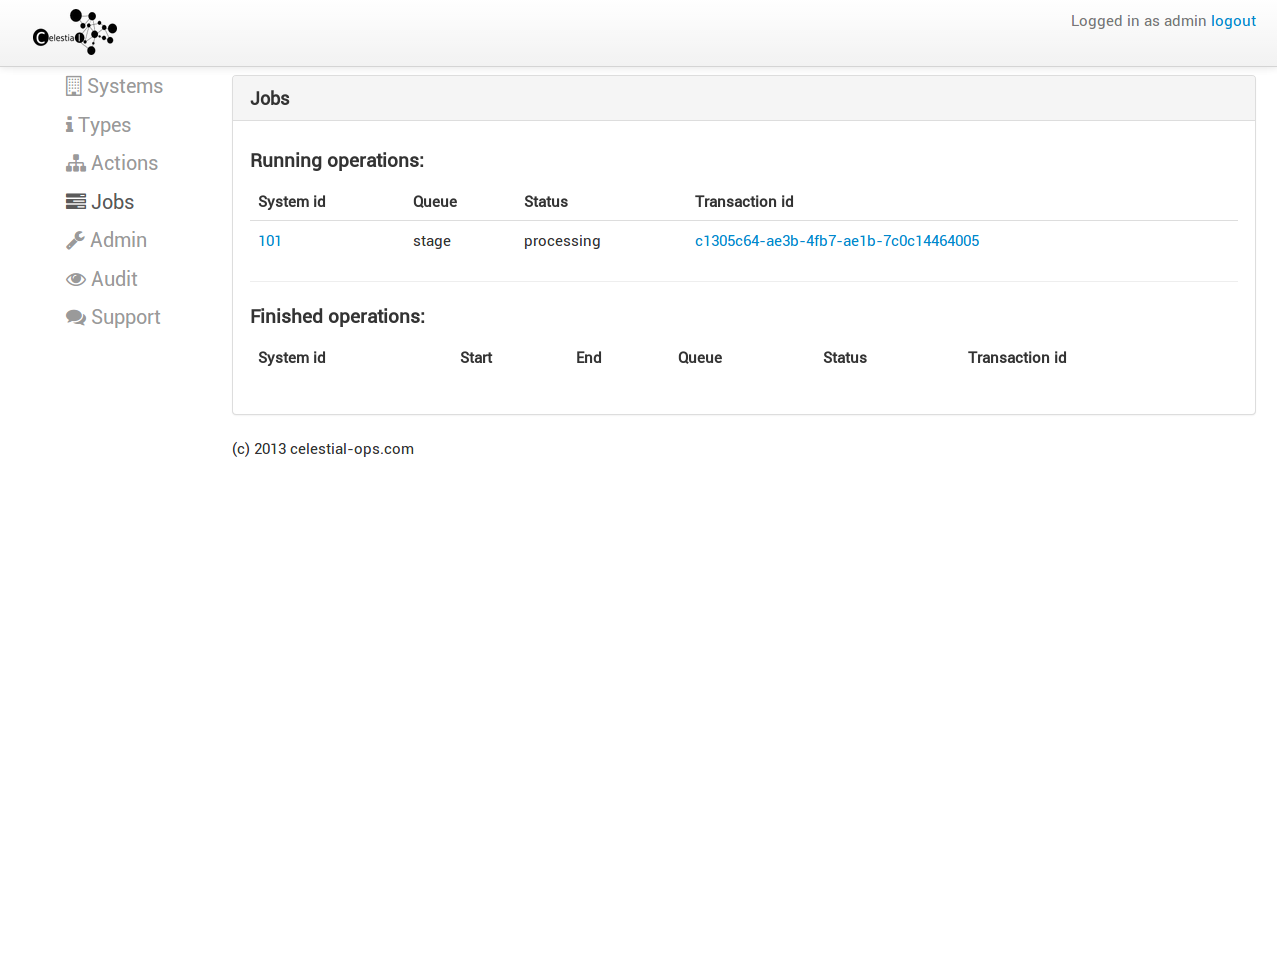 Celestial
Logged in as admin logout
Systems
Types
Actions
Jobs
Admin
Audit
Support
Jobs
Running operations:
System id Queue Status Transaction id
101 stage processing c1305c64-ae3b-4fb7-ae1b-7c0c14464005
Finished operations:
System id Start End Queue Status Transaction id
(c) 2013 celestial-ops.com